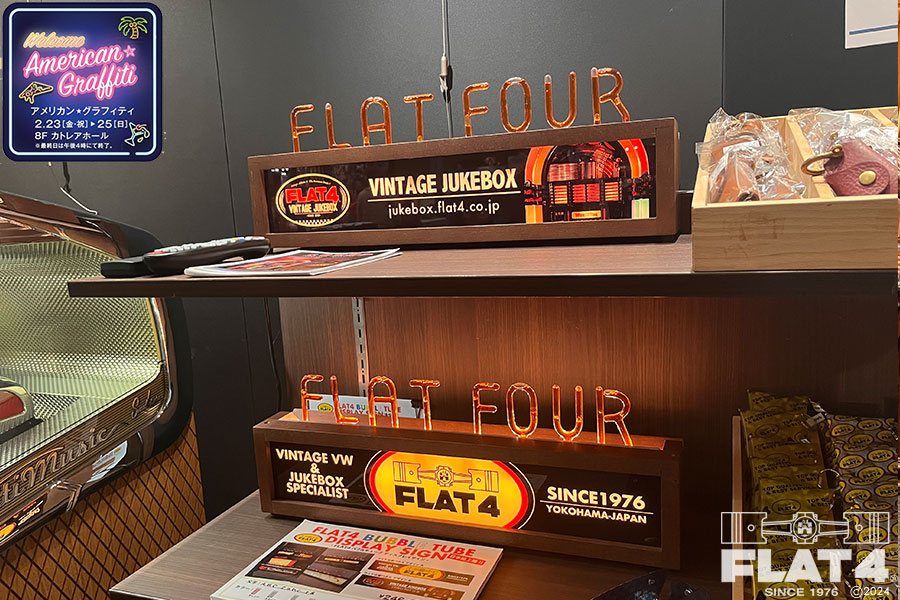 Welcome
American☆
Graffiti
アメリカン★グラフィティ
2.23[金・祝]▶25[日]
8F カトレアホール
※最終日は午後4時にて終了。
FLAT FOUR
FLAT4
VINTAGE JUKEBOX
VINTAGE JUKEBOX
jukebox.flat4.co.jp
FLAT FOUR
VINTAGE VW
&
JUKEBOX
SPECIALIST
FLAT4
SINCE1976
YOKOHAMA-JAPAN
FLAT4 BUBBLE TUBE
DISPLAY SIGN
FLAT4
SINCE 1976 ©2024